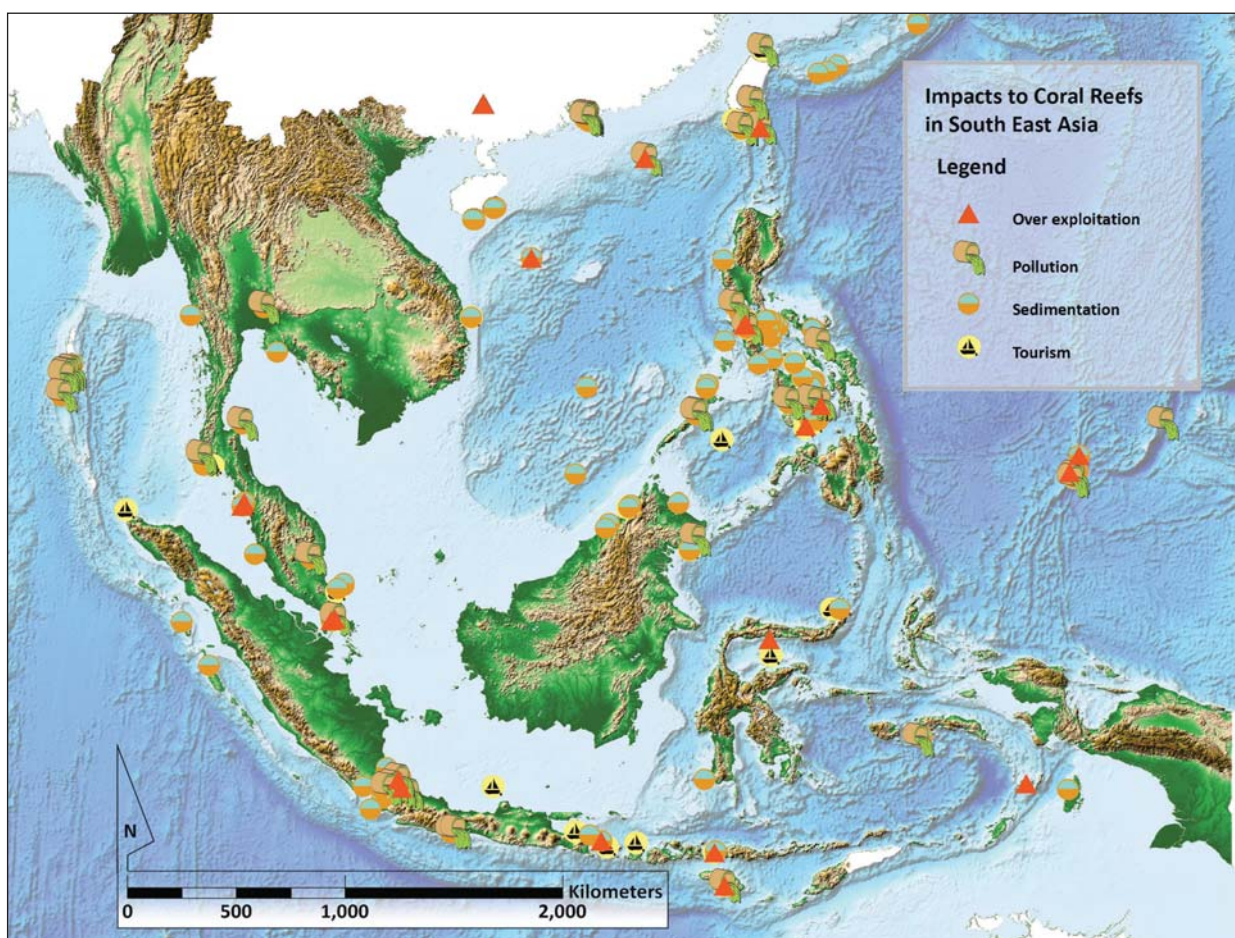 Impacts to Coral Reefs
in South East Asia
Legend
Over exploitation
Pollution
Sedimentation
Tourism
N
Kilometers
0 500 1,000 2,000